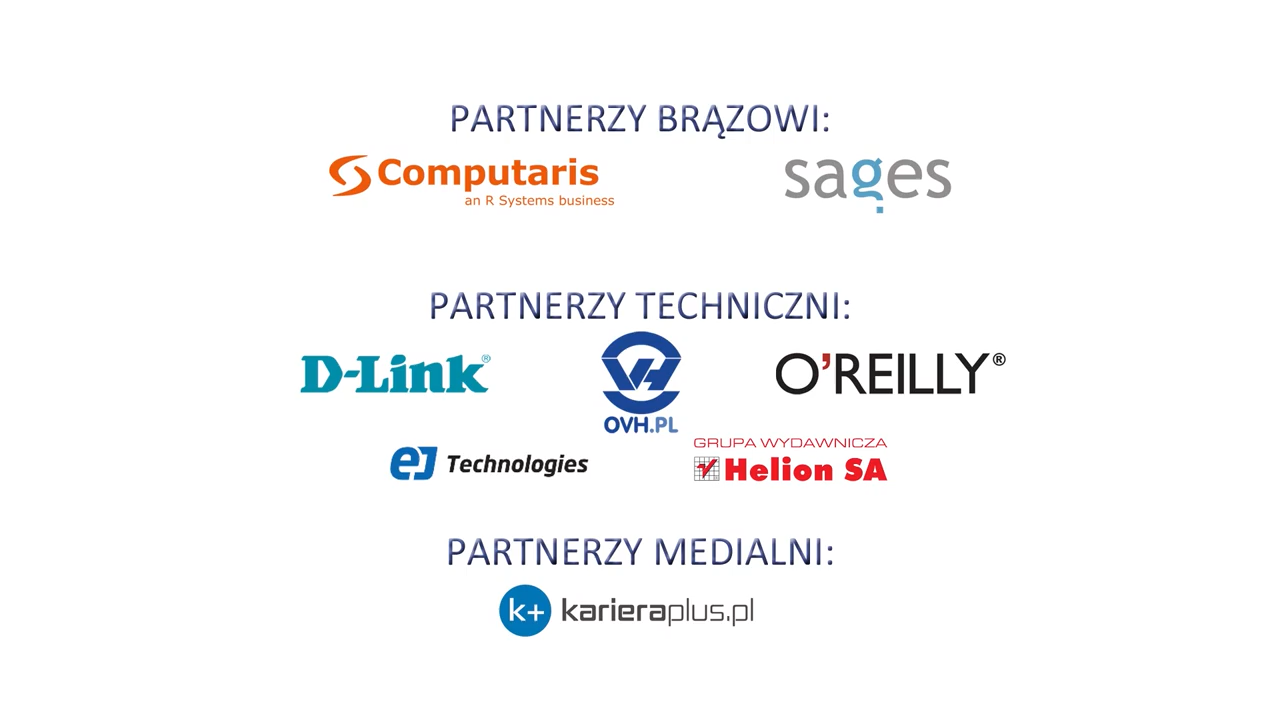 PARTNERZY BRĄZOWI:
Computaris
an R Systems business
sages
PARTNERZY TECHNICZNI:
D-Link®
OVH.PL
O'REILLY®
ej Technologies
GRUPA WYDAWNICZA
Helion SA
PARTNERZY MEDIALNI:
k+ karieraplus.pl